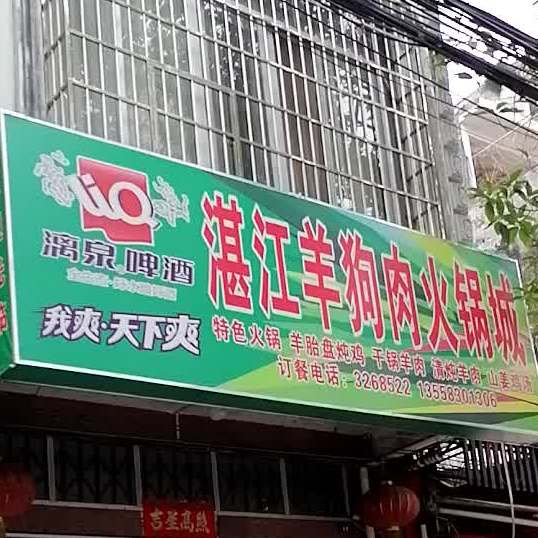 漓泉 啤酒
我爽·天下爽
湛江羊狗肉火锅城
特色火锅 羊胎盘炖鸡 干锅羊肉 清炖羊肉 山姜鸡汤
订餐电话：3268522 13558301306
吉星高照